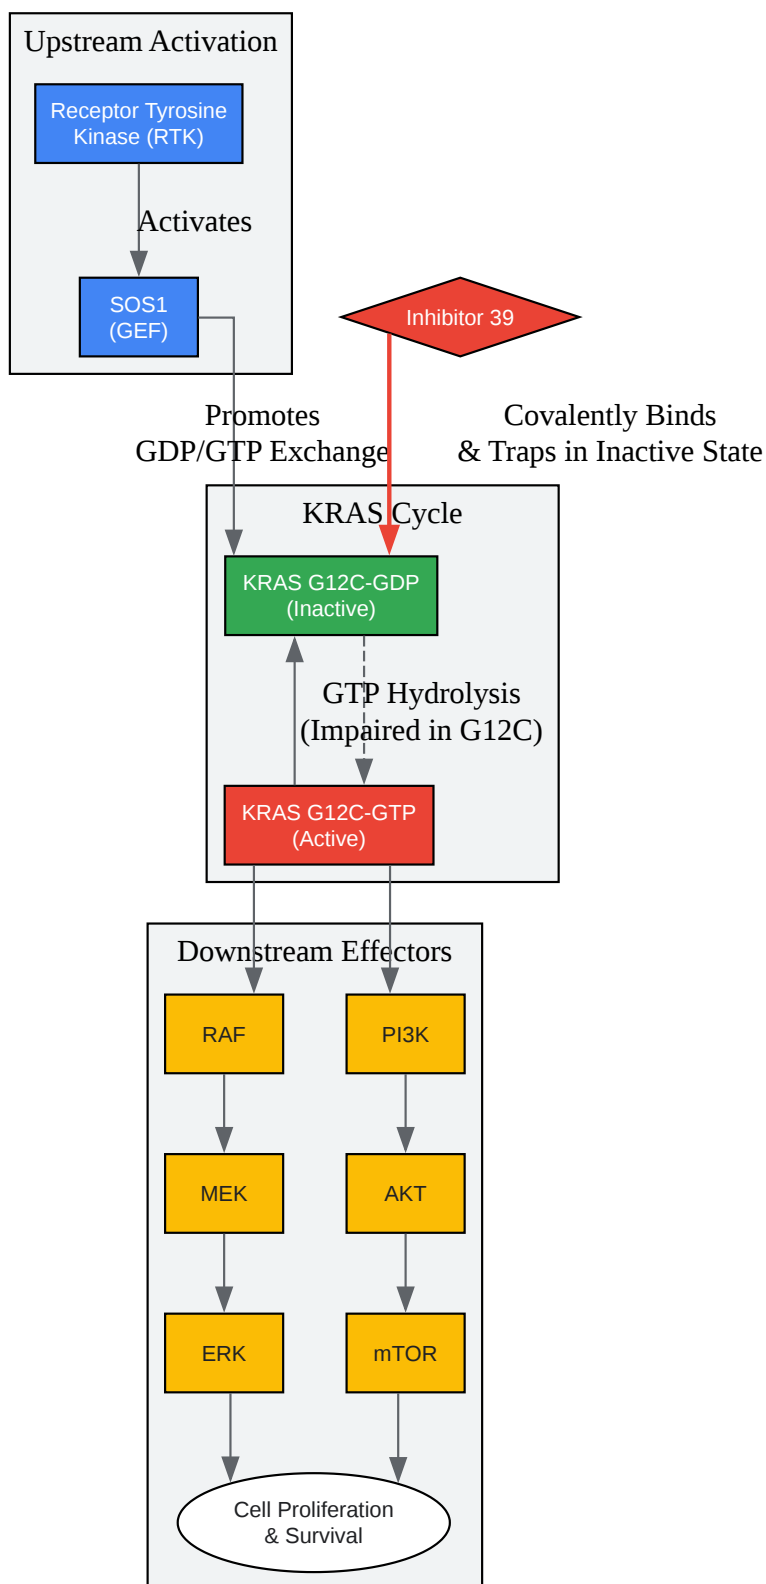 Upstream Activation
Receptor Tyrosine
Kinase (RTK)
Activates
SOS1
(GEF)
Inhibitor 39
Promotes
GDP/GTP Exchange
Covalently Binds
& Traps in Inactive State
KRAS Cycle
KRAS G12C-GDP
(Inactive)
GTP Hydrolysis
(Impaired in G12C)
KRAS G12C-GTP
(Active)
Downstream Effectors
RAF
PI3K
MEK
AKT
ERK
mTOR
Cell Proliferation
& Survival